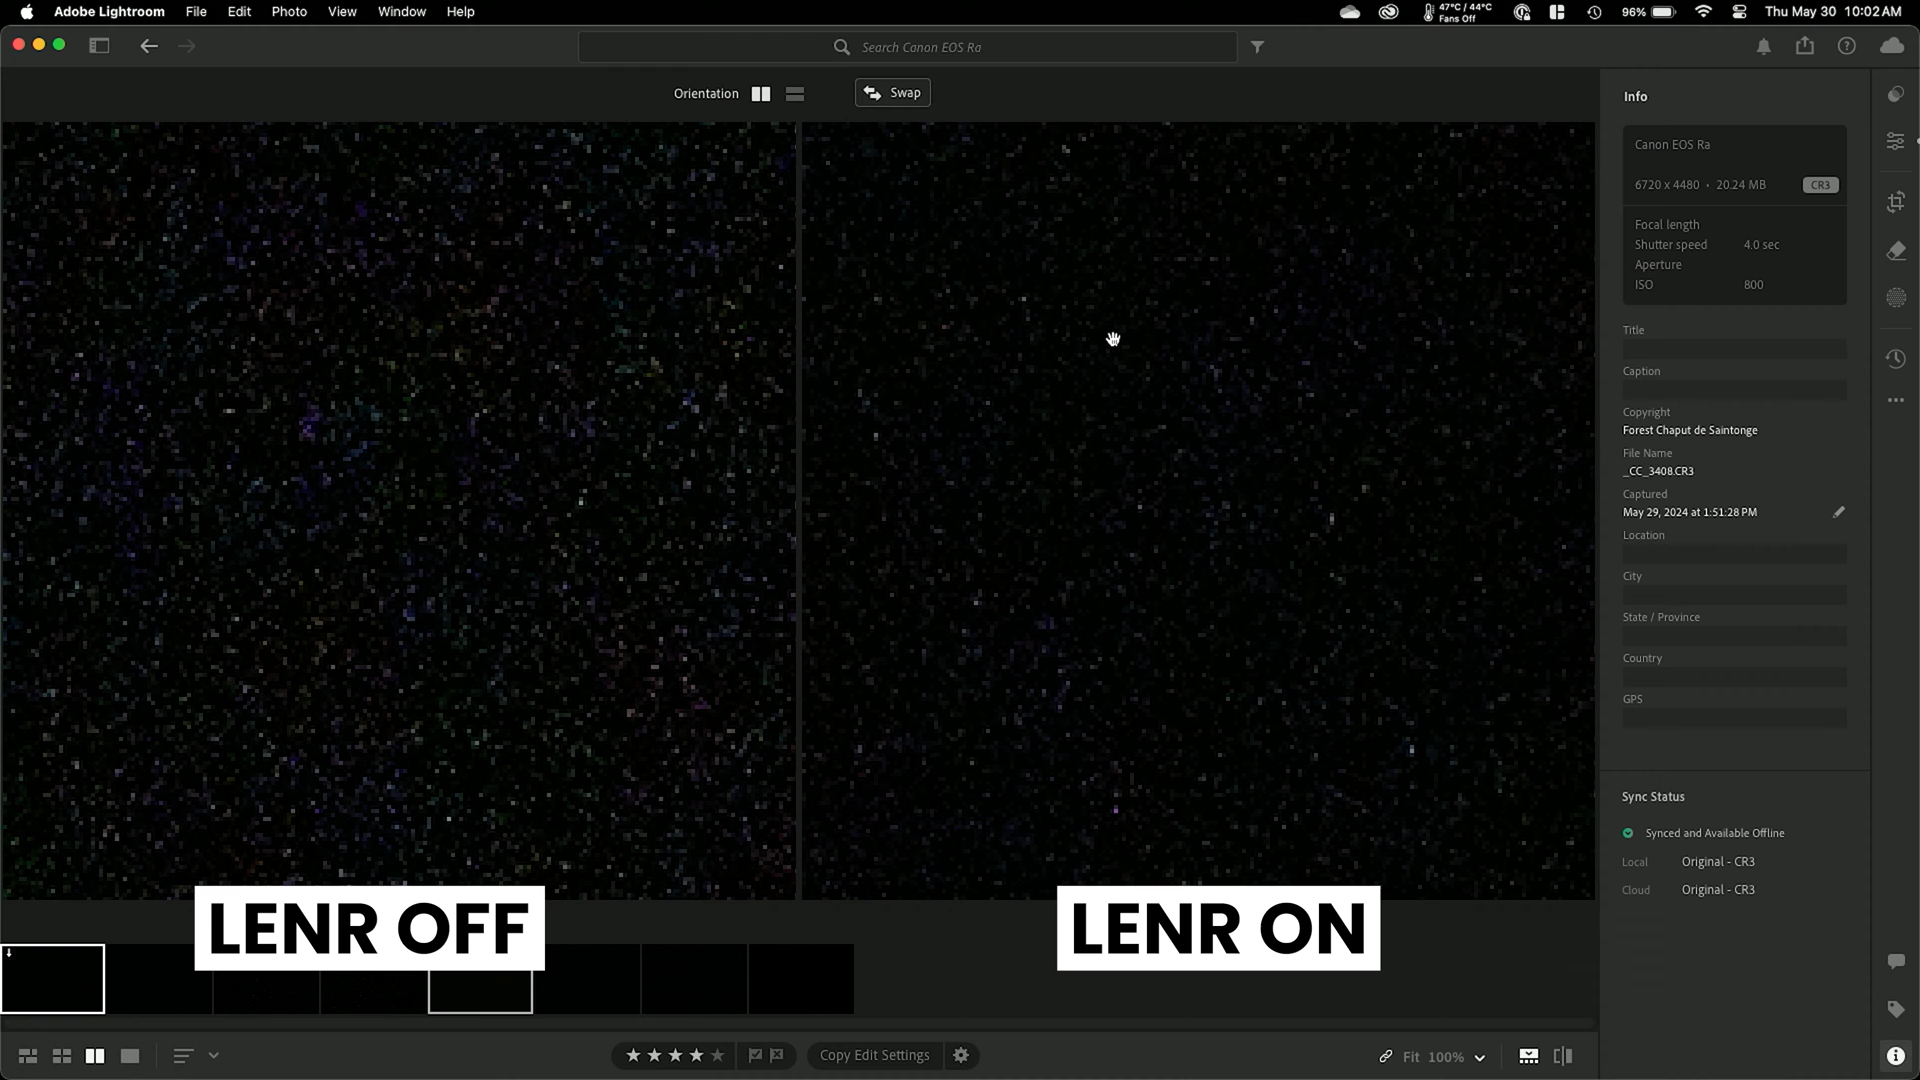 Adobe Lightroom File Edit Photo View Window Help
47°C / 44°C
Fans Off
96%
Thu May 30 10:02 AM
Search Canon EOS Ra
Orientation
Swap
Info
Canon EOS Ra
6720 x 4480 • 20.24 MB CR3
Focal length
Shutter speed 4.0 sec
Aperture
ISO 800
Title
Caption
Copyright
Forest Chaput de Saintonge
File Name
_CC_3408.CR3
Captured
May 29, 2024 at 1:51:28 PM
Location
City
State / Province
Country
GPS
Sync Status
Synced and Available Offline
Local Original - CR3
Cloud Original - CR3
LENR OFF
LENR ON
Copy Edit Settings
Fit 100%